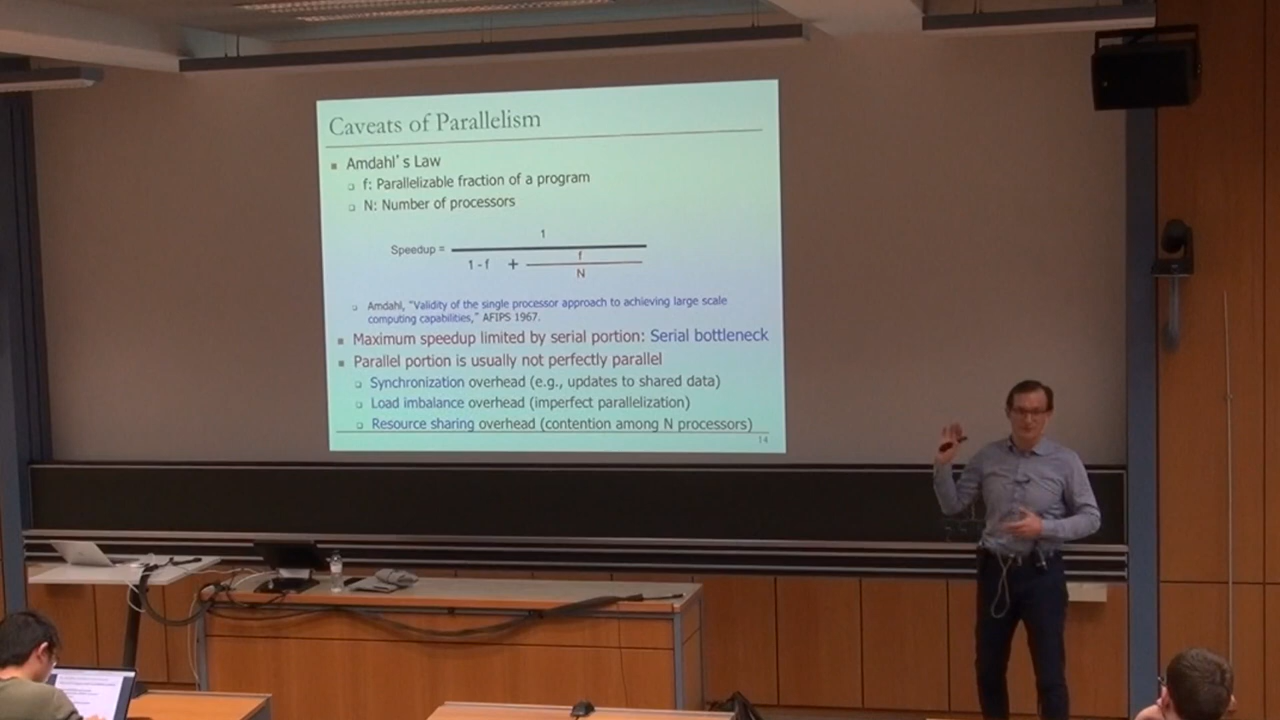 Caveats of Parallelism
Amdahl's Law
f: Parallelizable fraction of a program
N: Number of processors
1
Speedup =
1 - f + f
N
Amdahl, "Validity of the single processor approach to achieving large scale
computing capabilities," AFIPS 1967.
Maximum speedup limited by serial portion: Serial bottleneck
Parallel portion is usually not perfectly parallel
Synchronization overhead (e.g., updates to shared data)
Load imbalance overhead (imperfect parallelization)
Resource sharing overhead (contention among N processors)
14